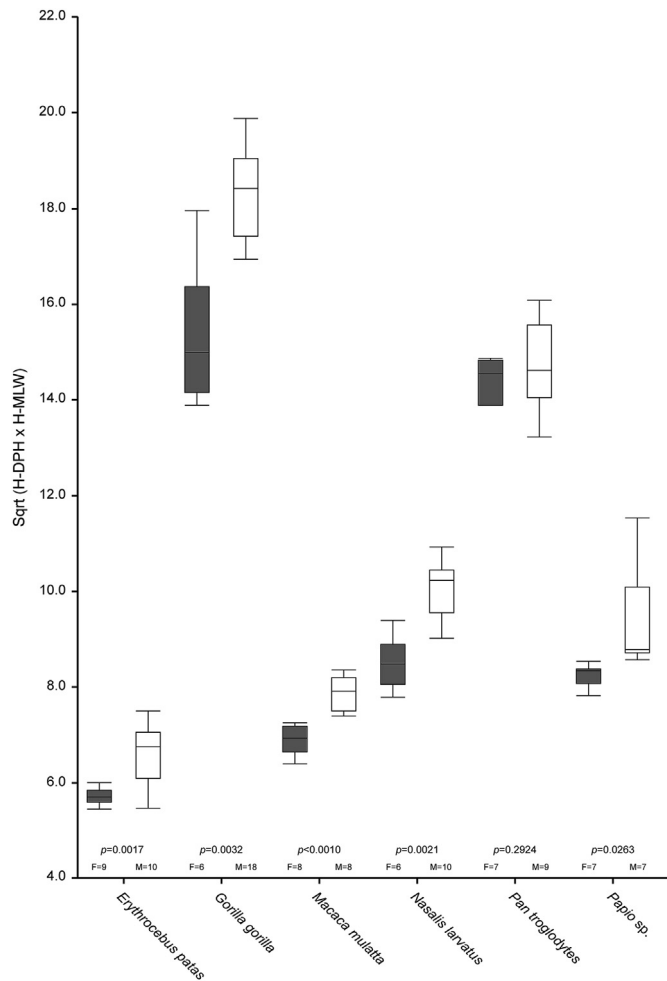 22.0
20.0
18.0
16.0
14.0
12.0
10.0
8.0
6.0
4.0
Sqrt (H-DPH x H-MLW)
p=0.0017 p=0.0032 p<0.0010 p=0.0021 p=0.2924 p=0.0263
F=9 M=10 F=6 M=18 F=8 M=8 F=6 M=10 F=7 M=9 F=7 M=7
Erythrocebus patas
Gorilla gorilla
Macaca mulatta
Nasalis larvatus
Pan troglodytes
Papio sp.